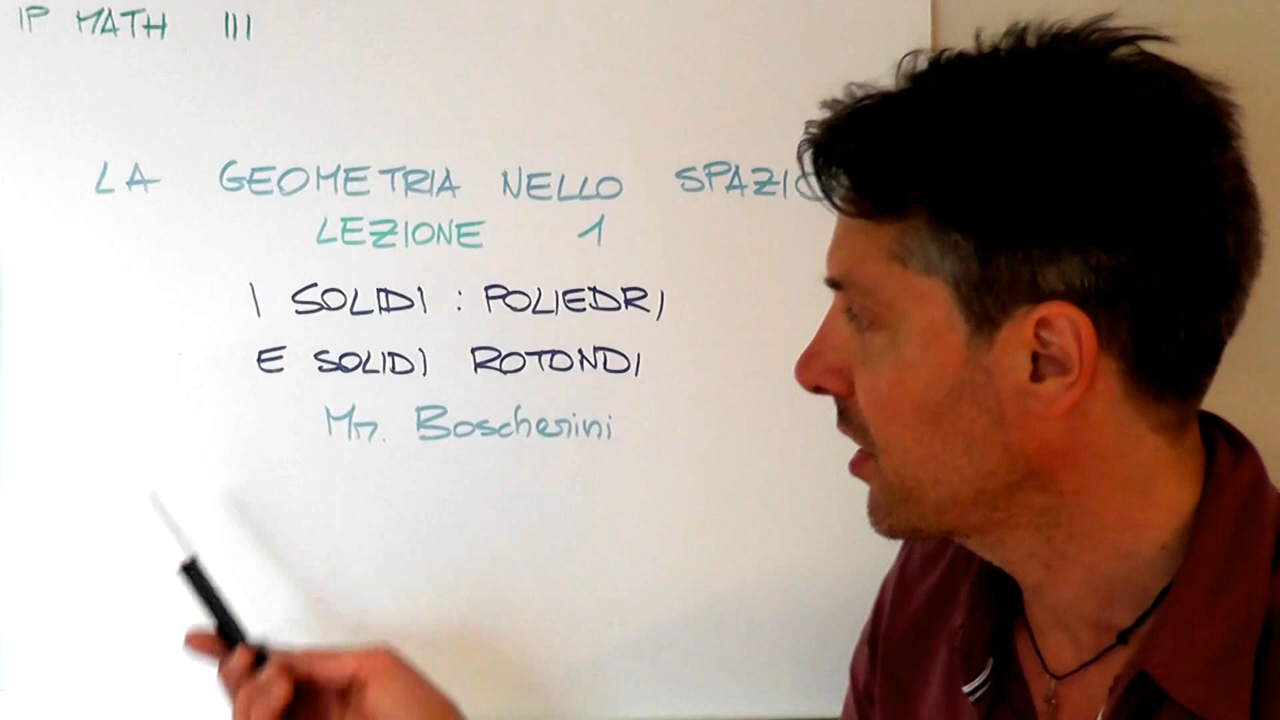 IP MATH III
LA GEOMETRIA NELLO SPAZIO
LEZIONE 1
I SOLIDI : POLIEDRI
E SOLIDI ROTONDI
Mr. Boscherini